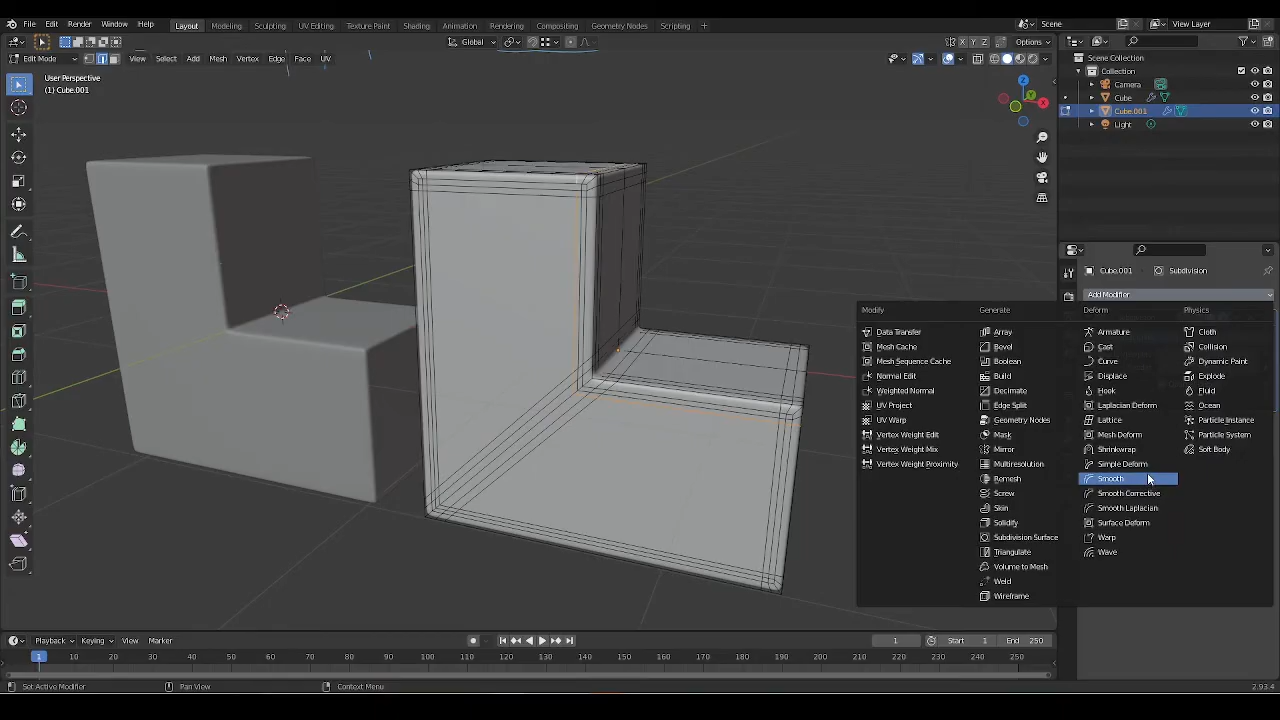 File Edit Render Window Help Layout Modeling Sculpting UV Editing Texture Paint Shading Animation Rendering Compositing Geometry Nodes Scripting + Scene View Layer
Global X Y Z Options
Edit Mode View Select Add Mesh Vertex Edge Face UV
User Perspective
(1) Cube.001
Z
Y
X
Scene Collection
Collection
Camera
Cube
Cube.001
Light
Cube.001 Subdivision
Add Modifier
Modify Generate Deform Physics
Data Transfer Array Armature Cloth
Mesh Cache Bevel Cast Collision
Mesh Sequence Cache Boolean Curve Dynamic Paint
Normal Edit Build Displace Explode
Weighted Normal Decimate Hook Fluid
UV Project Edge Split Laplacian Deform Ocean
UV Warp Geometry Nodes Lattice Particle Instance
Vertex Weight Edit Mask Mesh Deform Particle System
Vertex Weight Mix Mirror Shrinkwrap Soft Body
Vertex Weight Proximity Multiresolution Simple Deform
Remesh Smooth
Screw Smooth Corrective
Skin Smooth Laplacian
Solidify Surface Deform
Subdivision Surface Warp
Triangulate Wave
Volume to Mesh
Weld
Wireframe
Playback Keying View Marker 1 Start 1 End 250
1 10 20 30 40 50 60 70 80 90 100 110 120 130 140 150 160 170 180 190 200 210 220 230 240 250
Set Active Modifier Pan View Context Menu 2.93.4